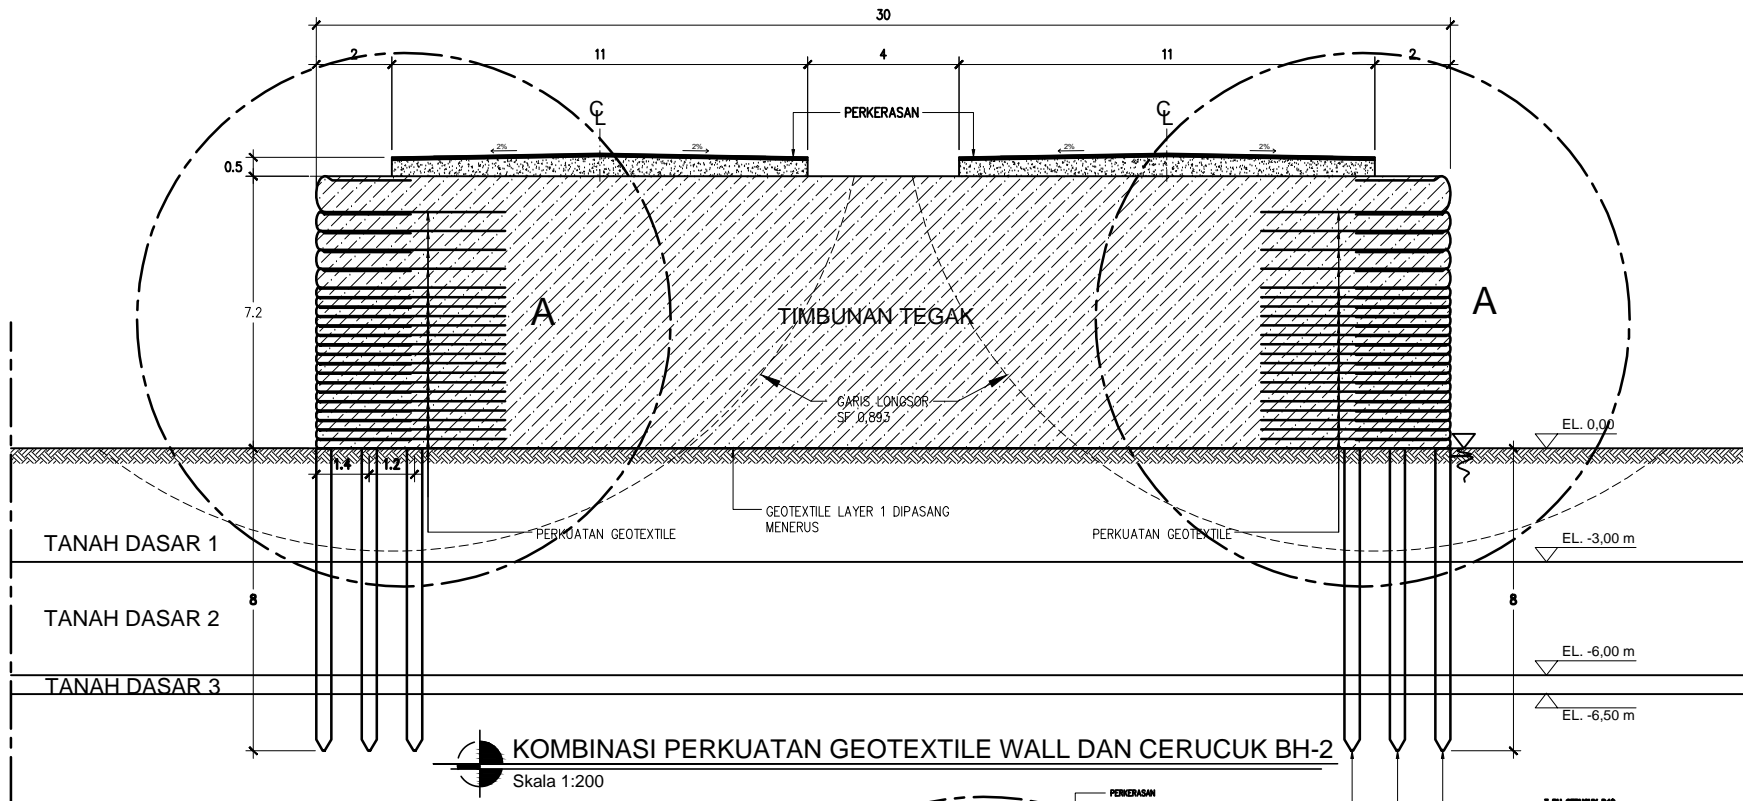 30
2 11 4 11 2
PERKERASAN
2% 2% 2% 2%
0.5
7.2
A
TIMBUNAN TEGAK
A
GARIS LONGSOR
SF 0,893
EL. 0,00
1.4 1.2
GEOTEXTILE LAYER 1 DIPASANG
MENERUS
PERKUATAN GEOTEXTILE
PERKUATAN GEOTEXTILE
TANAH DASAR 1
EL. -3,00 m
8
8
TANAH DASAR 2
EL. -6,00 m
TANAH DASAR 3
EL. -6,50 m
KOMBINASI PERKUATAN GEOTEXTILE WALL DAN CERUCUK BH-2
Skala 1:200
PERKERASAN